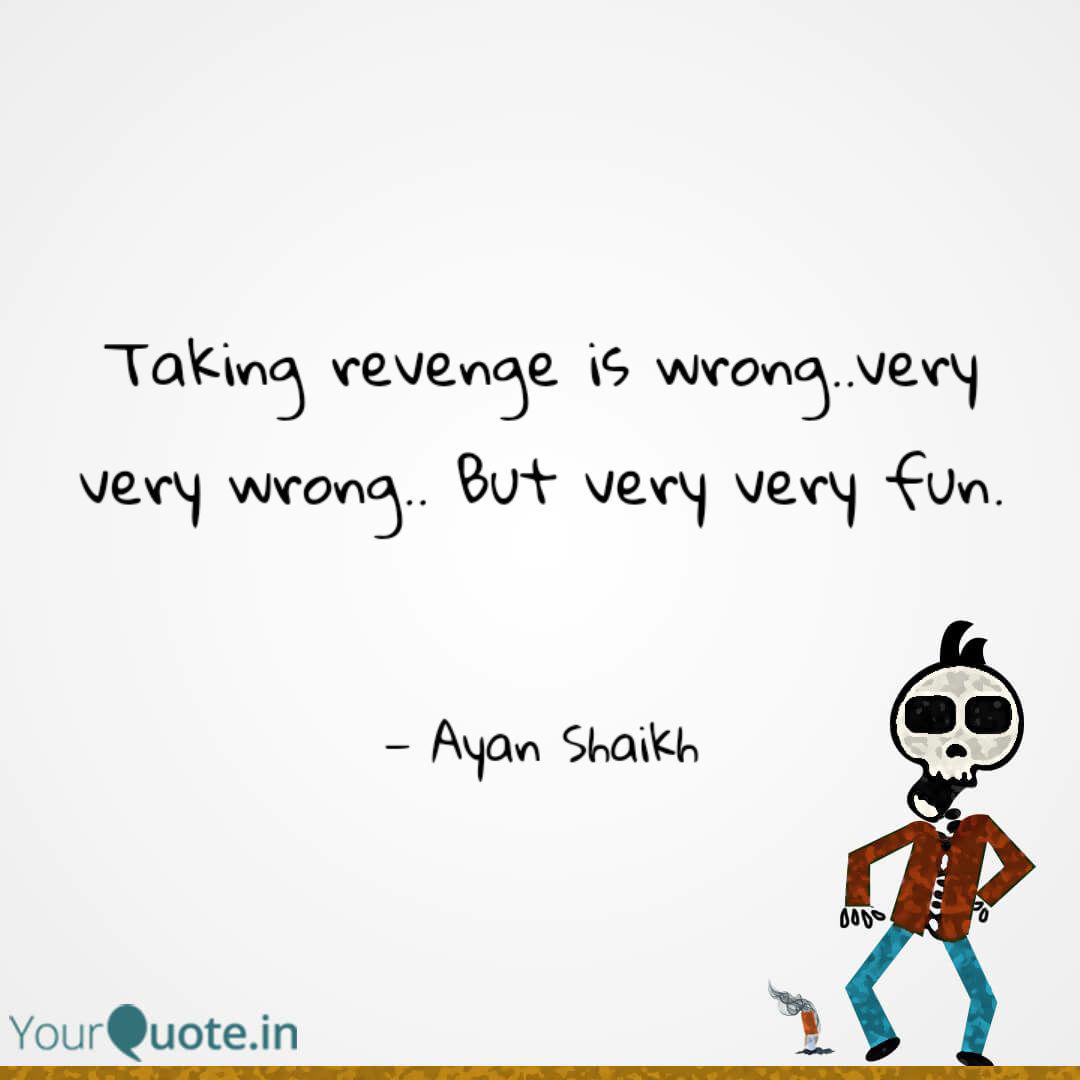 Taking revenge is wrong..very
very wrong.. But very very fun.
- Ayan Shaikh
YourQuote.in